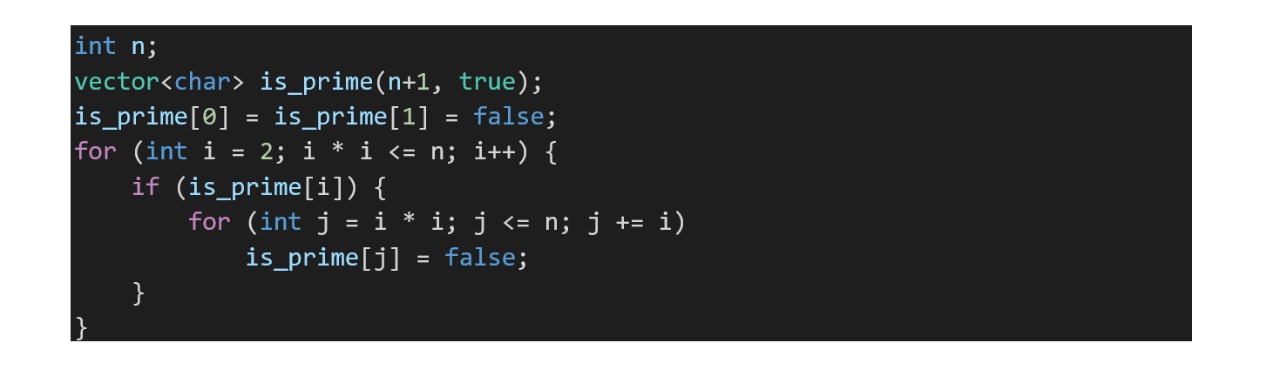 int n;
vector<char> is_prime(n+1, true);
is_prime[0] = is_prime[1] = false;
for (int i = 2; i * i <= n; i++) {
    if (is_prime[i]) {
        for (int j = i * i; j <= n; j += i)
            is_prime[j] = false;
    }
}